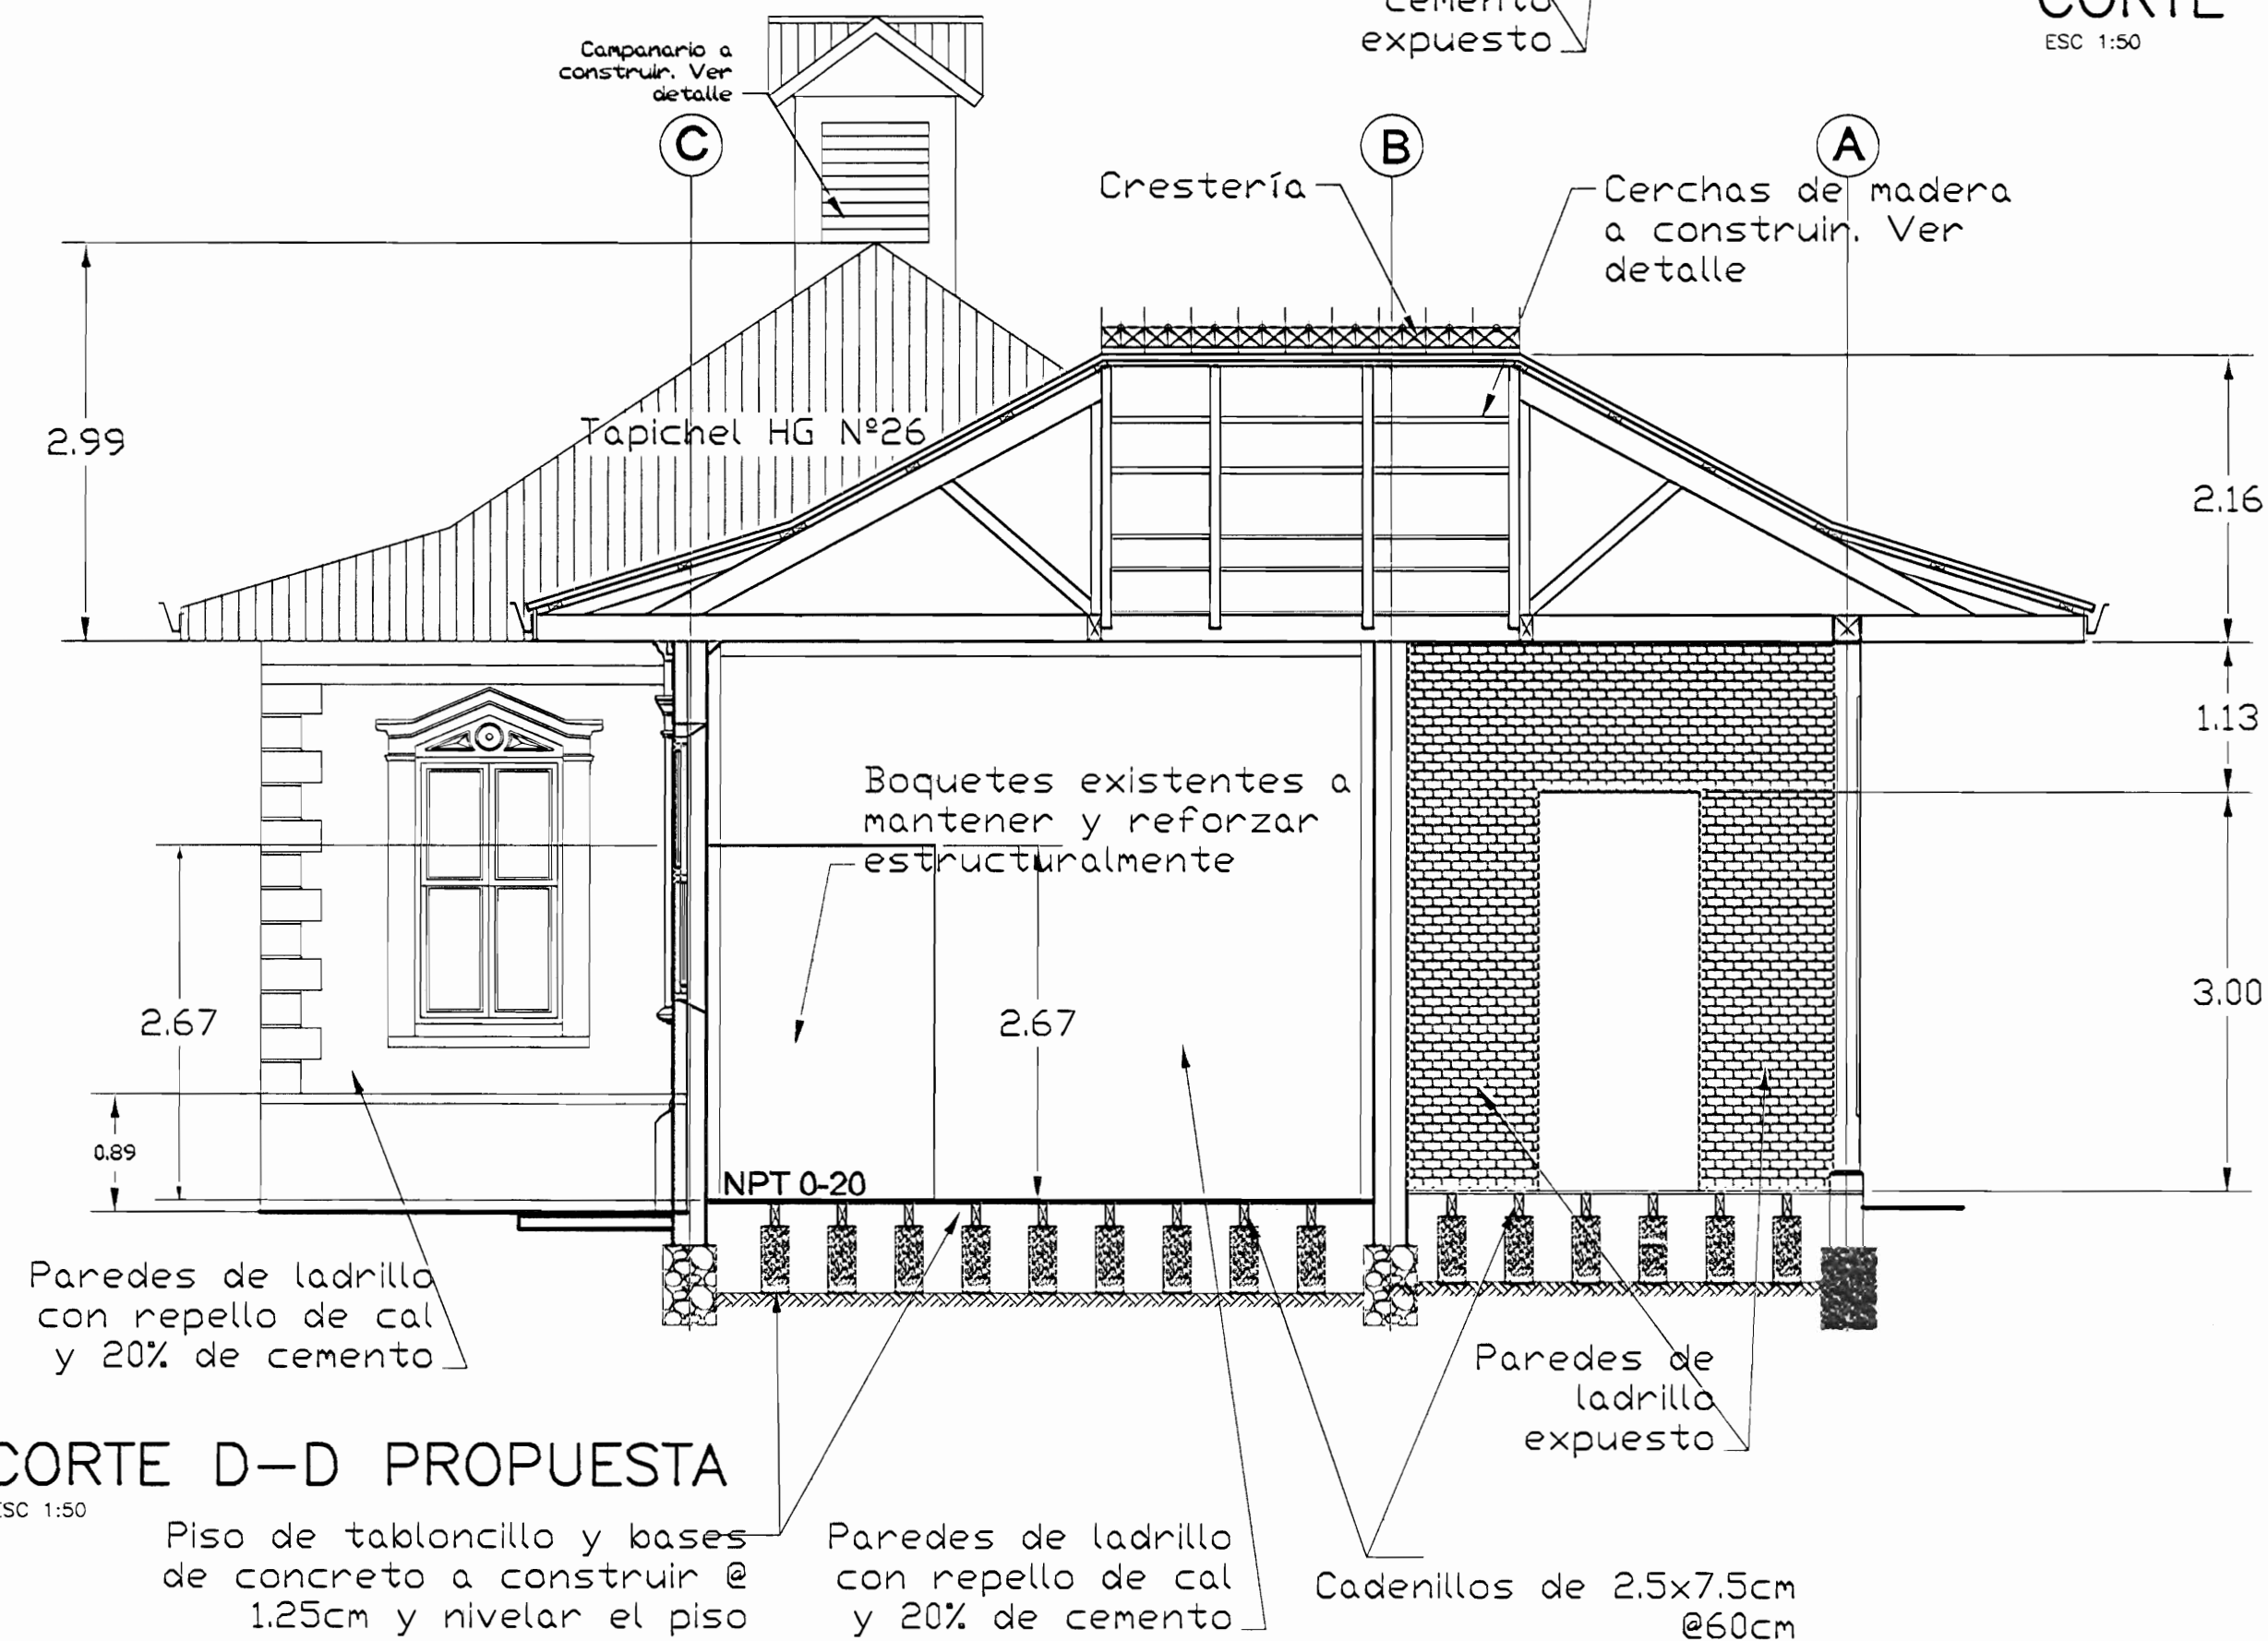 cemento
expuesto
CORTE
ESC 1:50
Campanario a
construir. Ver
detalle
C
B
A
Crestería
Cerchas de madera
a construir. Ver
detalle
2.99
Tapichel HG Nº26
2.16
1.13
Boquetes existentes a
mantener y reforzar
estructuralmente
3.00
2.67
2.67
0.89
NPT 0-20
Paredes de ladrillo
con repello de cal
y 20% de cemento
Paredes de
ladrillo
expuesto
CORTE D-D PROPUESTA
ESC 1:50
Piso de tabloncillo y bases
de concreto a construir @
1.25cm y nivelar el piso
Paredes de ladrillo
con repello de cal
y 20% de cemento
Cadenillos de 2.5x7.5cm
@60cm